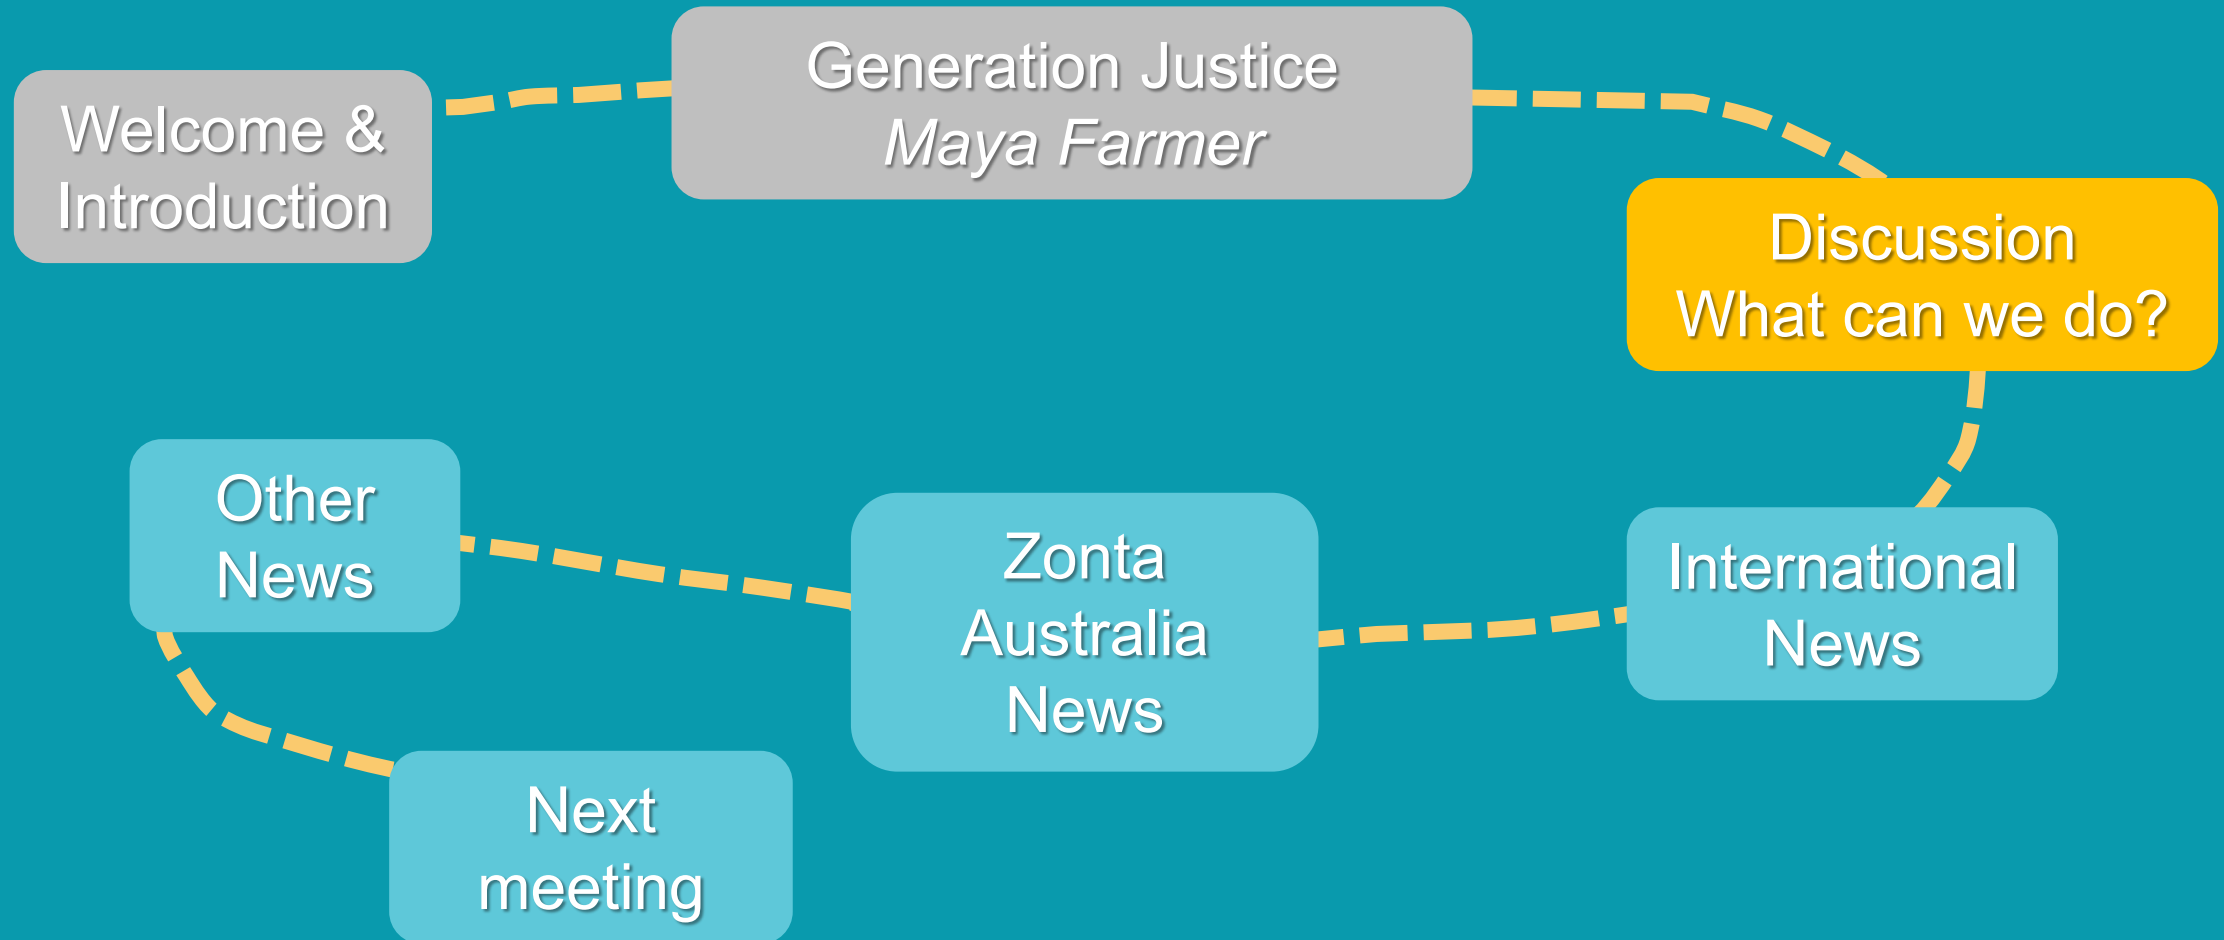 Welcome &
Introduction
Generation Justice
Maya Farmer
Discussion
What can we do?
International
News
Zonta
Australia
News
Other
News
Next
meeting